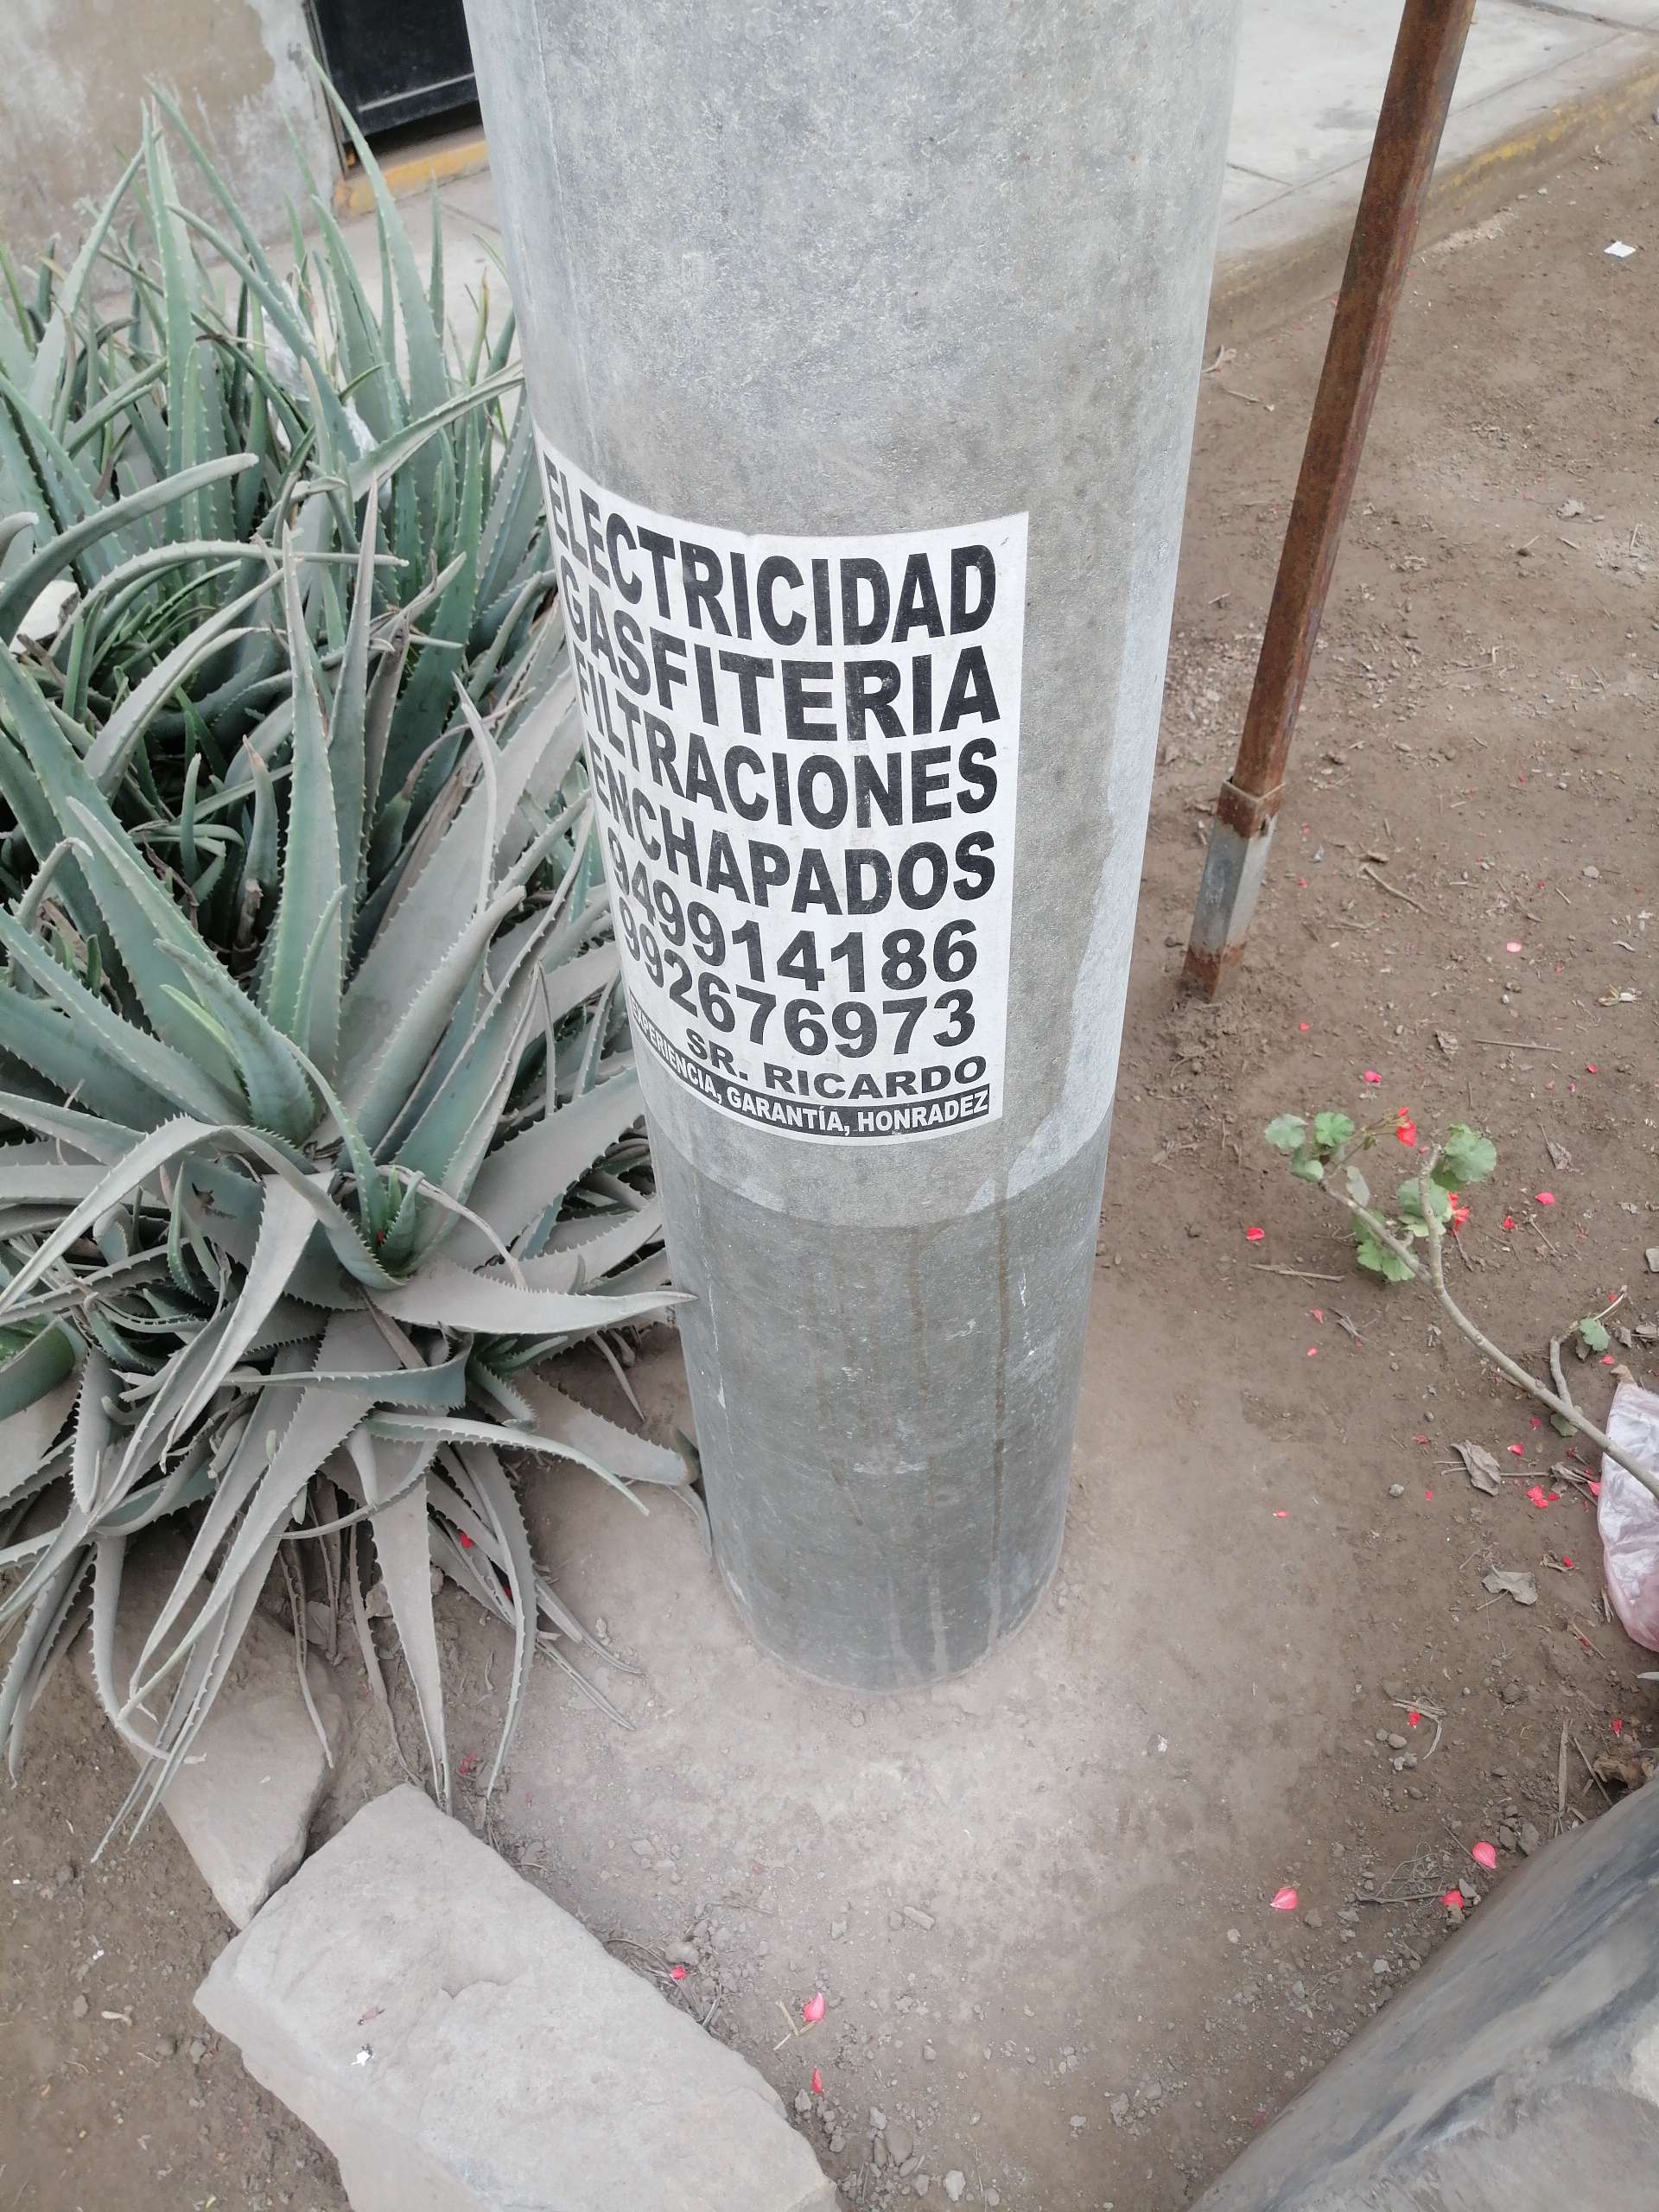 ELECTRICIDAD
GASFITERIA
FILTRACIONES
ENCHAPADOS
949914186
992676973
SR. RICARDO
EXPERIENCIA, GARANTÍA, HONRADEZ